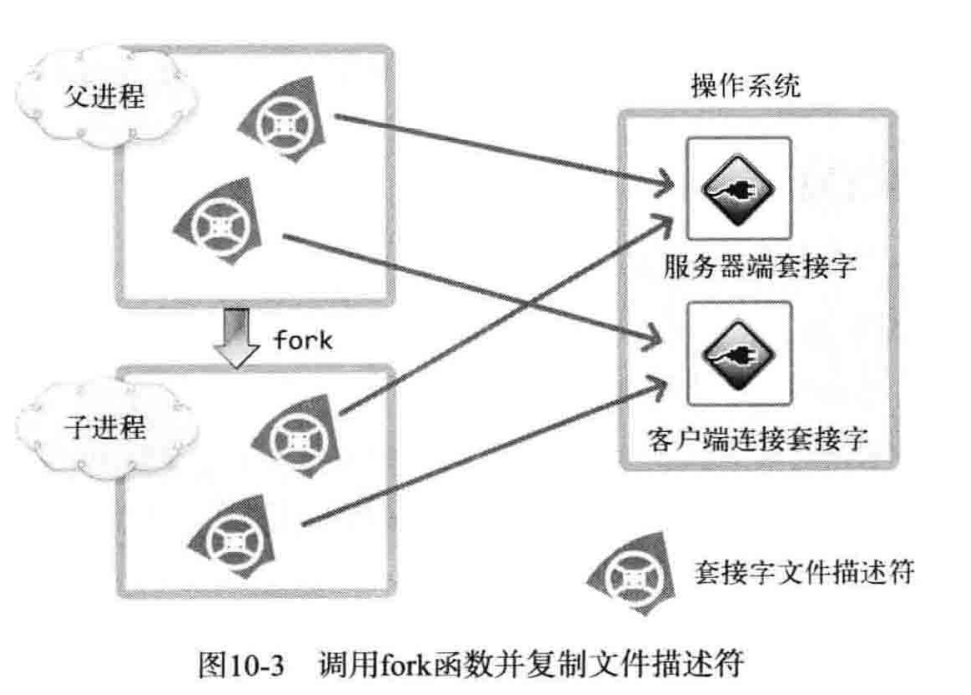 父进程
操作系统
服务器端套接字
fork
子进程
客户端连接套接字
套接字文件描述符
图10-3 调用fork函数并复制文件描述符